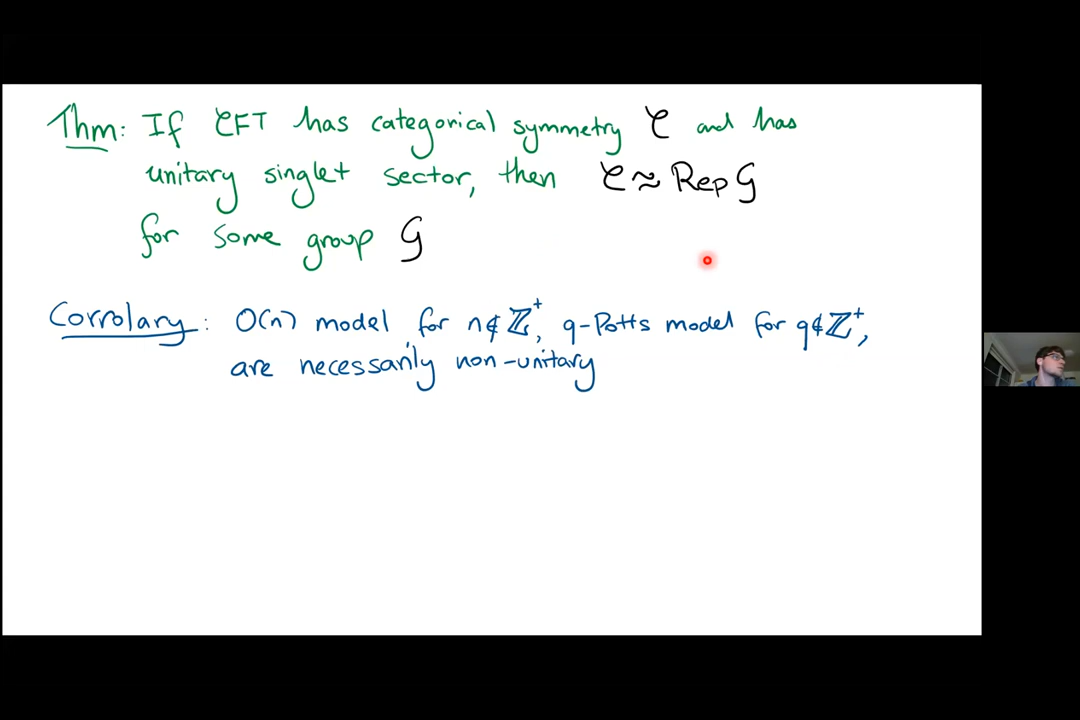 Thm: If CFT has categorical symmetry 𝒞 and has
unitary singlet sector, then 𝒞 ≈ Rep G
for some group G
Corrolary: O(n) model for n∉ℤ⁺, q-Potts model for q∉ℤ⁺,
are necessarily non-unitary